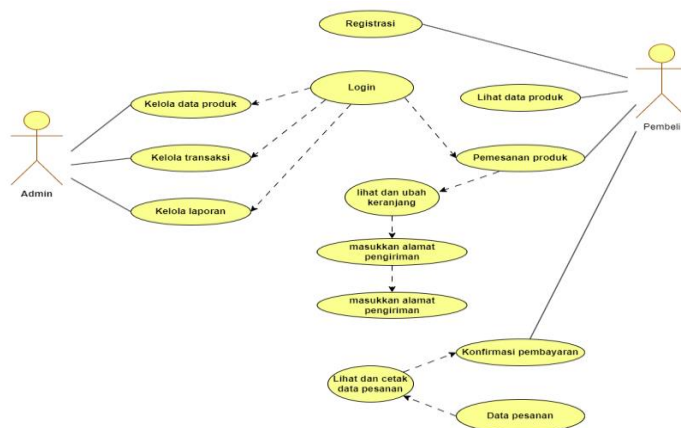 Registrasi
Login
Kelola data produk
Lihat data produk
Pembeli
Kelola transaksi
Pemesanan produk
Admin
lihat dan ubah
keranjang
Kelola laporan
masukkan alamat
pengiriman
masukkan alamat
pengiriman
Konfirmasi pembayaran
Lihat dan cetak
data pesanan
Data pesanan